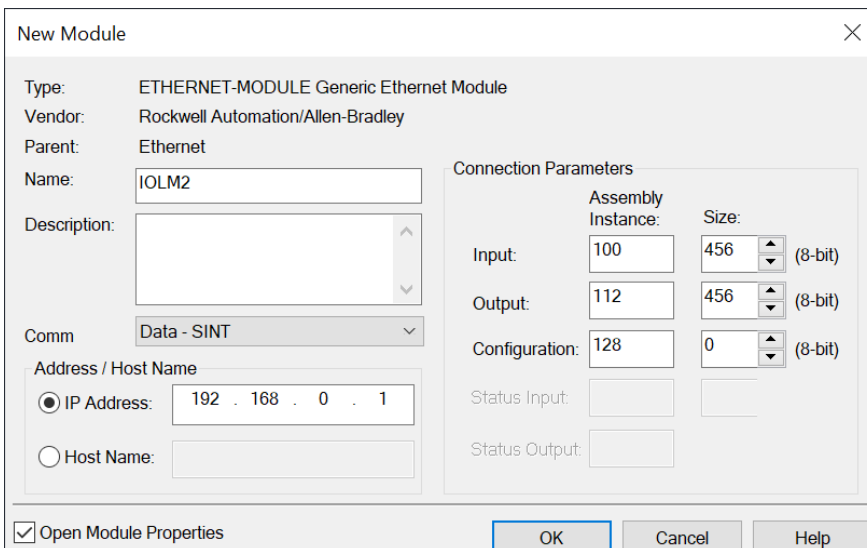 New Module
Type: ETHERNET-MODULE Generic Ethernet Module
Vendor: Rockwell Automation/Allen-Bradley
Parent: Ethernet
Name: IOLM2
Description:
Comm Data - SINT
Address / Host Name
IP Address: 192 . 168 . 0 . 1
Host Name:
Connection Parameters
Assembly
Instance: Size:
Input: 100 456 (8-bit)
Output: 112 456 (8-bit)
Configuration: 128 0 (8-bit)
Status Input:
Status Output:
Open Module Properties
OK Cancel Help